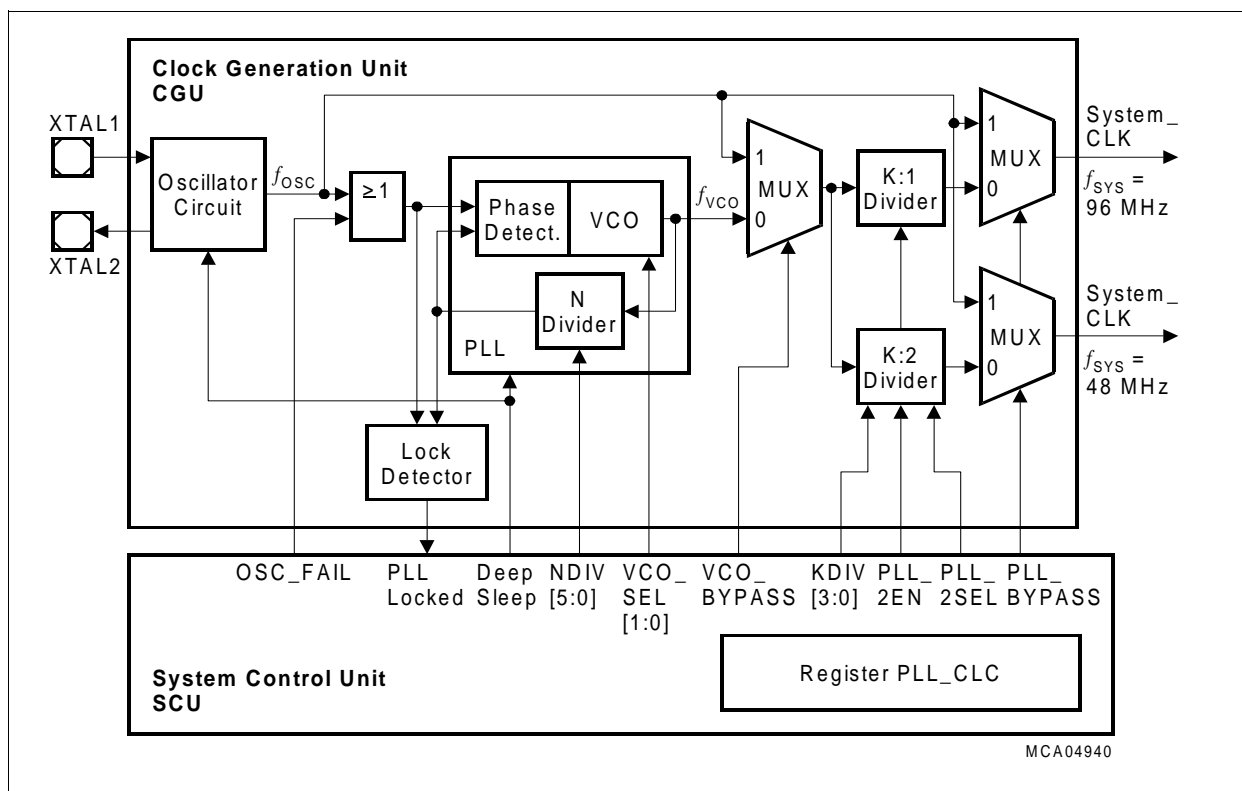 Clock Generation Unit
CGU
XTAL1
XTAL2
Oscillator
Circuit
fOSC
≥1
Phase
Detect.
VCO
N
Divider
PLL
fVCO
1
MUX
0
K:1
Divider
K:2
Divider
1
MUX
0
1
MUX
0
System_
CLK
fSYS =
96 MHz
System_
CLK
fSYS =
48 MHz
Lock
Detector
OSC_FAIL
PLL
Locked
Deep
Sleep
NDIV
[5:0]
VCO_
SEL
[1:0]
VCO_
BYPASS
KDIV
[3:0]
PLL_
2EN
PLL_
2SEL
PLL_
BYPASS
System Control Unit
SCU
Register PLL_CLC
MCA04940